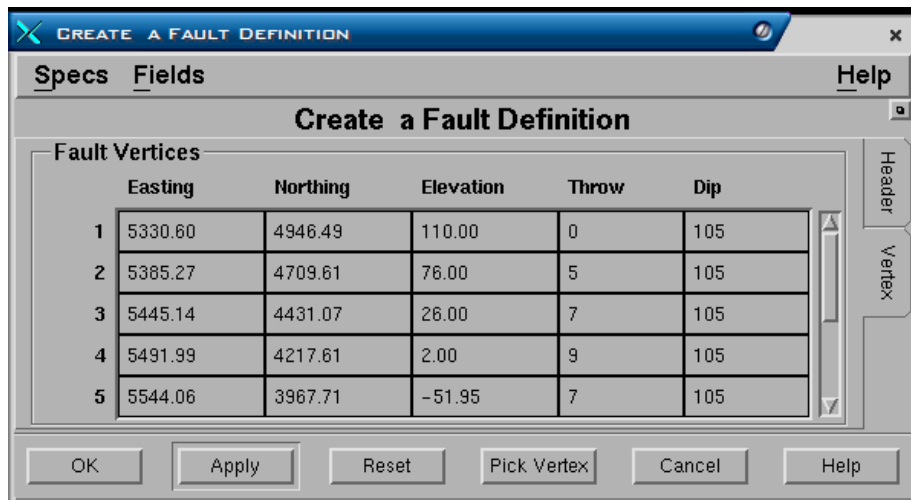 CREATE A FAULT DEFINITION
Specs Fields Help
Create a Fault Definition
Fault Vertices
Easting Northing Elevation Throw Dip
1 5330.60 4946.49 110.00 0 105
2 5385.27 4709.61 76.00 5 105
3 5445.14 4431.07 26.00 7 105
4 5491.99 4217.61 2.00 9 105
5 5544.06 3967.71 -51.95 7 105
Header
Vertex
OK Apply Reset Pick Vertex Cancel Help